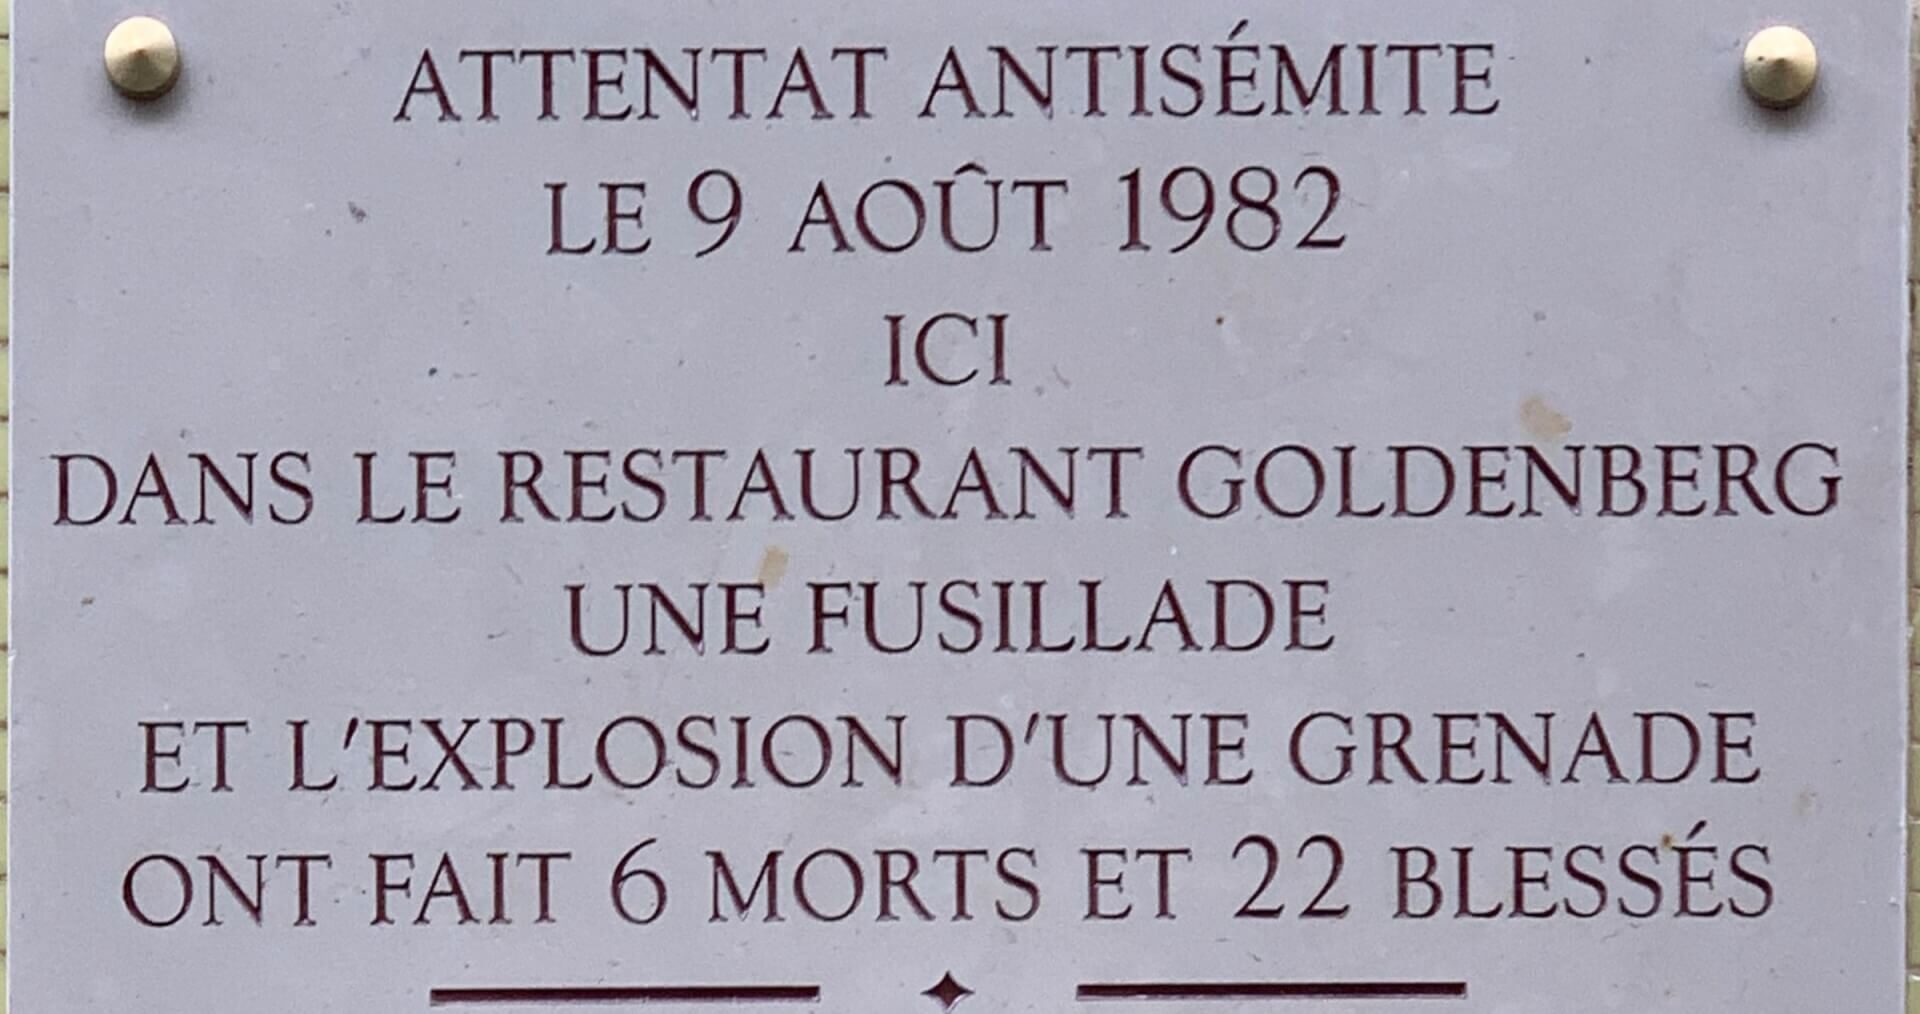 ATTENTAT ANTISÉMITE
LE 9 AOÛT 1982
ICI
DANS LE RESTAURANT GOLDENBERG
UNE FUSILLADE
ET L'EXPLOSION D'UNE GRENADE
ONT FAIT 6 MORTS ET 22 BLESSÉS